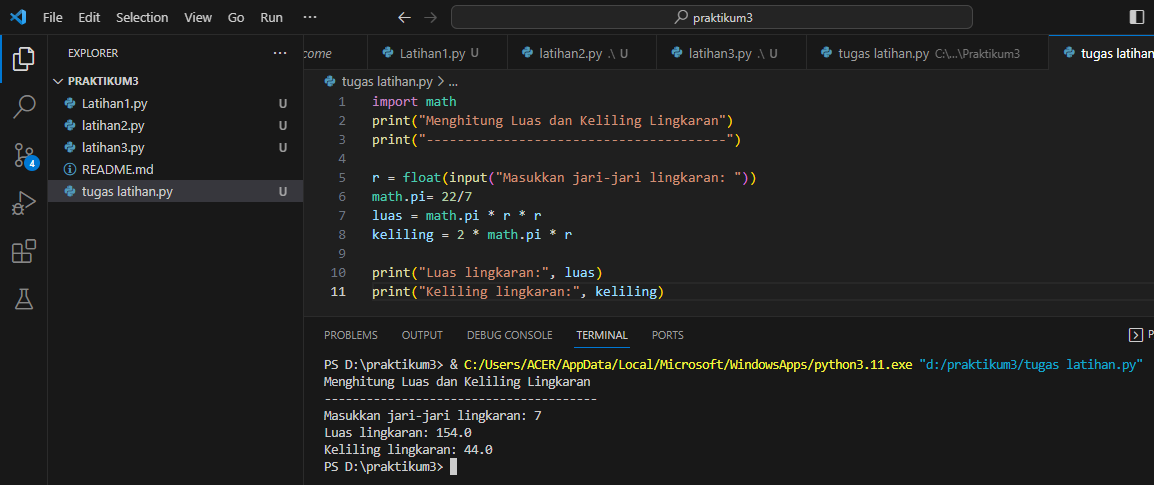 File Edit Selection View Go Run ··· ← → praktikum3
EXPLORER ···
PRAKTIKUM3
Latihan1.py U
latihan2.py U
latihan3.py U
README.md
tugas latihan.py U
4
come Latihan1.py U latihan2.py .\ U latihan3.py .\ U tugas latihan.py C:\...\Praktikum3 tugas latihan
tugas latihan.py > ...
1 import math
2 print("Menghitung Luas dan Keliling Lingkaran")
3 print("---------------------------------------")
4
5 r = float(input("Masukkan jari-jari lingkaran: "))
6 math.pi= 22/7
7 luas = math.pi * r * r
8 keliling = 2 * math.pi * r
9
10 print("Luas lingkaran:", luas)
11 print("Keliling lingkaran:", keliling)
PROBLEMS OUTPUT DEBUG CONSOLE TERMINAL PORTS P
PS D:\praktikum3> & C:/Users/ACER/AppData/Local/Microsoft/WindowsApps/python3.11.exe "d:/praktikum3/tugas latihan.py"
Menghitung Luas dan Keliling Lingkaran
---------------------------------------
Masukkan jari-jari lingkaran: 7
Luas lingkaran: 154.0
Keliling lingkaran: 44.0
PS D:\praktikum3>